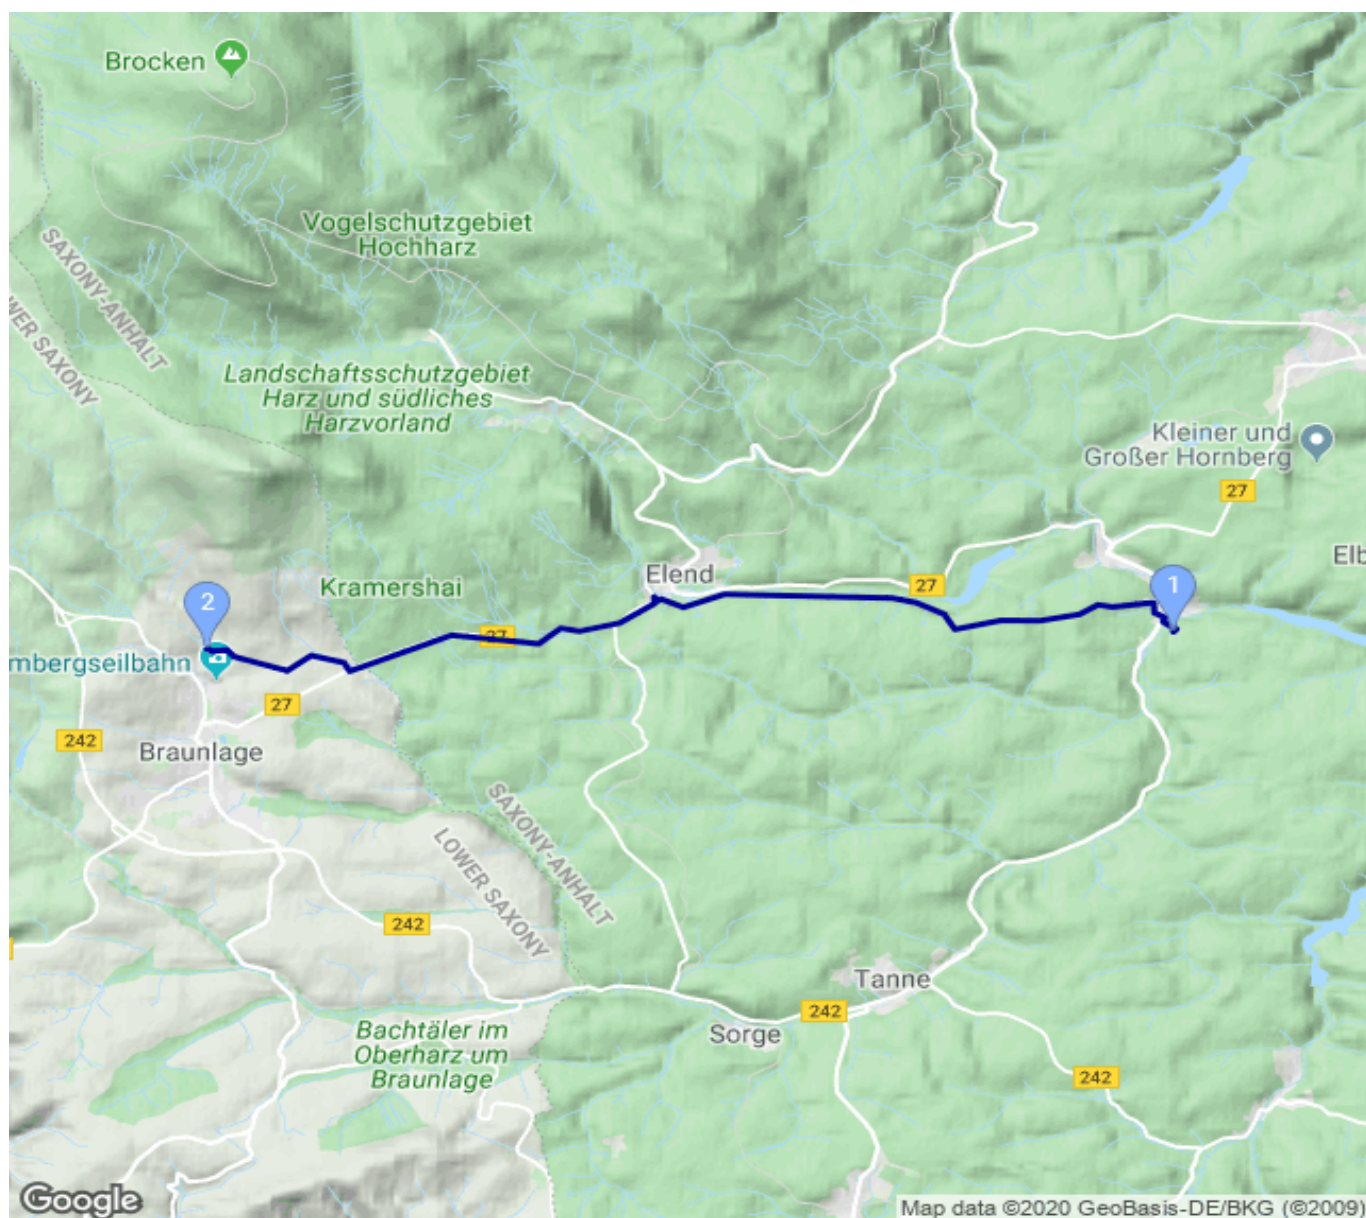 Brocken
Vogelschutzgebiet
Hochharz
SAXONY-ANHALT
LOWER SAXONY
Landschaftsschutzgebiet
Harz und südliches
Harzvorland
Kleiner und
Großer Hornberg
27
Elb
Elend
27
1
Kramershai
2
27
mbergseilbahn
27
242
Braunlage
SAXONY-ANHALT
LOWER SAXONY
242
Tanne
242
Sorge
Bachtäler im
Oberharz um
Braunlage
242
Google
Map data ©2020 GeoBasis-DE/BKG (©2009)